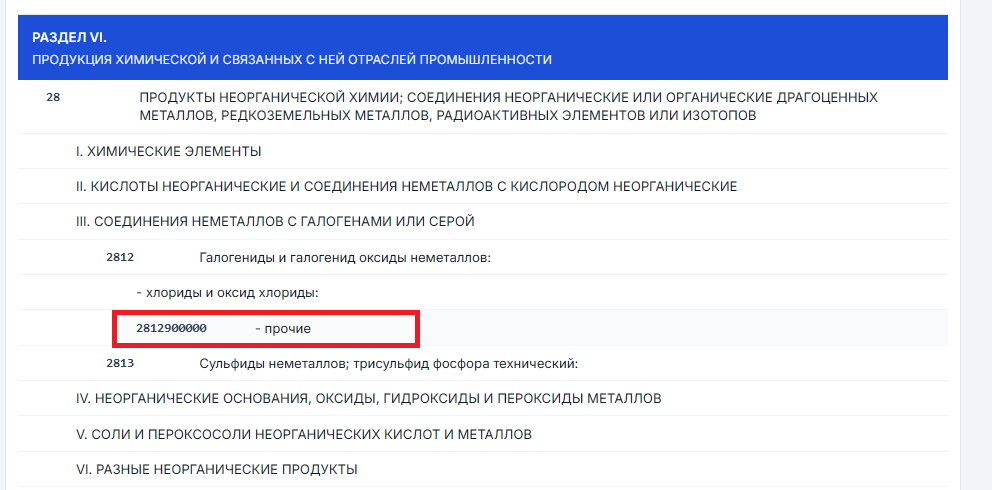 РАЗДЕЛ VI.
ПРОДУКЦИЯ ХИМИЧЕСКОЙ И СВЯЗАННЫХ С НЕЙ ОТРАСЛЕЙ ПРОМЫШЛЕННОСТИ
28 ПРОДУКТЫ НЕОРГАНИЧЕСКОЙ ХИМИИ; СОЕДИНЕНИЯ НЕОРГАНИЧЕСКИЕ ИЛИ ОРГАНИЧЕСКИЕ ДРАГОЦЕННЫХ
МЕТАЛЛОВ, РЕДКОЗЕМЕЛЬНЫХ МЕТАЛЛОВ, РАДИОАКТИВНЫХ ЭЛЕМЕНТОВ ИЛИ ИЗОТОПОВ
I. ХИМИЧЕСКИЕ ЭЛЕМЕНТЫ
II. КИСЛОТЫ НЕОРГАНИЧЕСКИЕ И СОЕДИНЕНИЯ НЕМЕТАЛЛОВ С КИСЛОРОДОМ НЕОРГАНИЧЕСКИЕ
III. СОЕДИНЕНИЯ НЕМЕТАЛЛОВ С ГАЛОГЕНАМИ ИЛИ СЕРОЙ
2812 Галогениды и галогенид оксиды неметаллов:
- хлориды и оксид хлориды:
2812900000 - прочие
2813 Сульфиды неметаллов; трисульфид фосфора технический:
IV. НЕОРГАНИЧЕСКИЕ ОСНОВАНИЯ, ОКСИДЫ, ГИДРОКСИДЫ И ПЕРОКСИДЫ МЕТАЛЛОВ
V. СОЛИ И ПЕРОКСОСОЛИ НЕОРГАНИЧЕСКИХ КИСЛОТ И МЕТАЛЛОВ
VI. РАЗНЫЕ НЕОРГАНИЧЕСКИЕ ПРОДУКТЫ